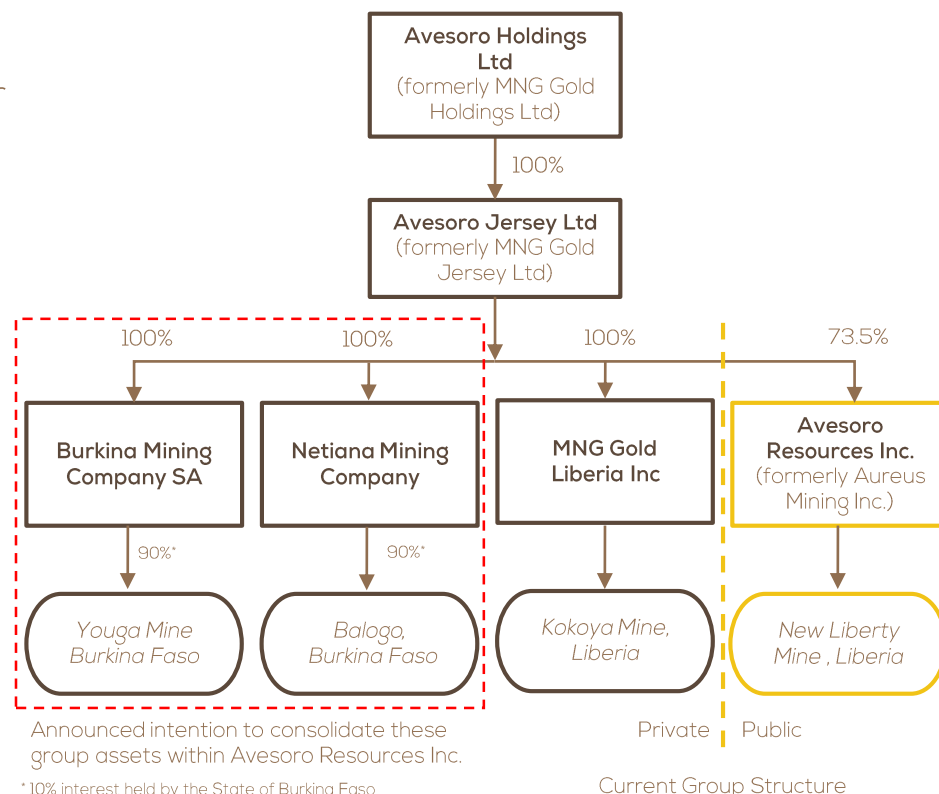 Avesoro Holdings
Ltd
(formerly MNG Gold
Holdings Ltd)
100%
Avesoro Jersey Ltd
(formerly MNG Gold
Jersey Ltd)
100%
100%
100%
73.5%
Burkina Mining
Company SA
Netiana Mining
Company
MNG Gold
Liberia Inc
Avesoro
Resources Inc.
(formerly Aureus
Mining Inc.)
90%*
90%*
Youga Mine
Burkina Faso
Balogo,
Burkina Faso
Kokoya Mine,
Liberia
New Liberty
Mine , Liberia
Announced intention to consolidate these
group assets within Avesoro Resources Inc.
Private
Public
* 10% interest held by the State of Burkina Faso
Current Group Structure